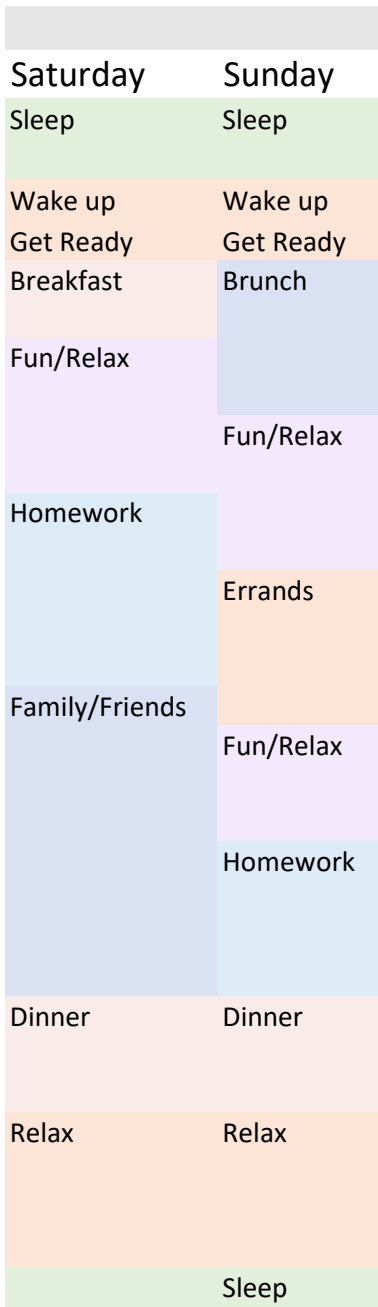 Saturday Sunday
Sleep Sleep
Wake up Wake up
Get Ready Get Ready
Breakfast Brunch
Fun/Relax
Fun/Relax
Homework
Errands
Family/Friends
Fun/Relax
Homework
Dinner Dinner
Relax Relax
Sleep